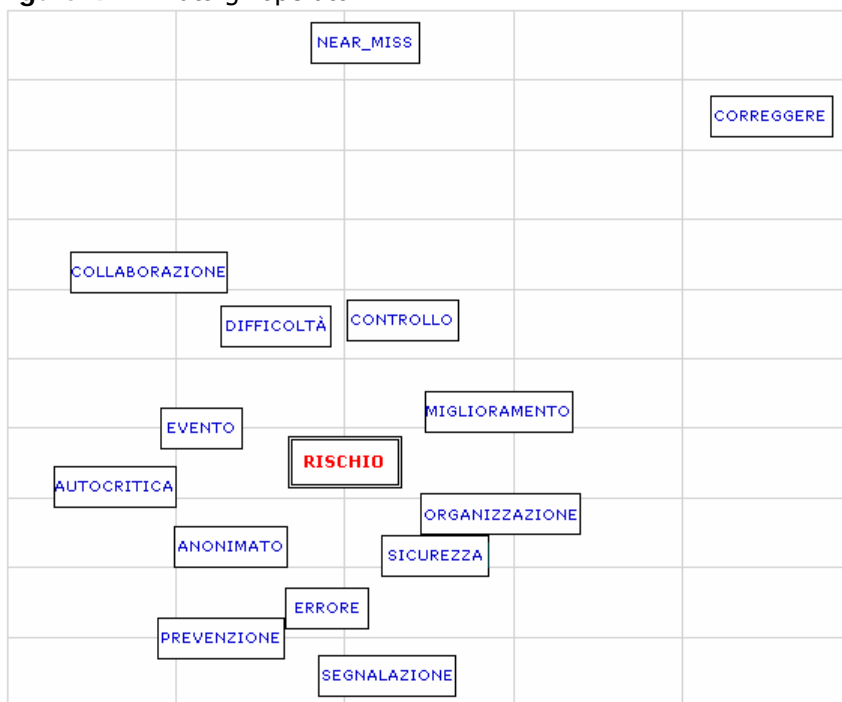 NEAR_MISS
CORREGGERE
COLLABORAZIONE
DIFFICOLTÀ
CONTROLLO
MIGLIORAMENTO
EVENTO
RISCHIO
AUTOCRITICA
ORGANIZZAZIONE
ANONIMATO
SICUREZZA
ERRORE
PREVENZIONE
SEGNALAZIONE